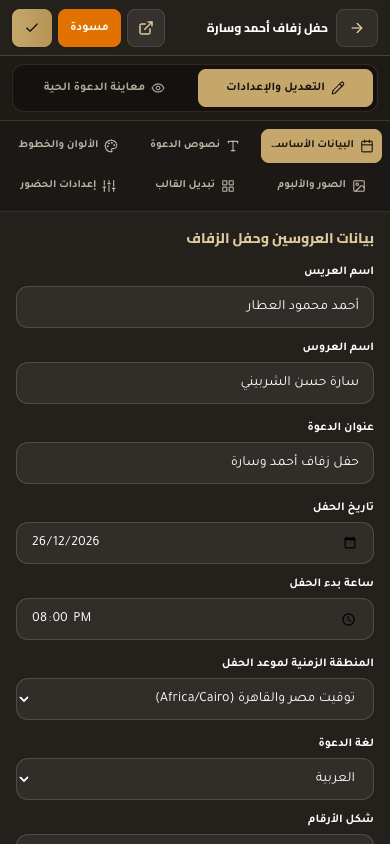 حفل زفاف أحمد وسارة
مسودة
التعديل والإعدادات
معاينة الدعوة الحية
البيانات الأساسـ...
نصوص الدعوة
الألوان والخطوط
الصور والألبوم
تبديل القالب
إعدادات الحضور
بيانات العروسين وحفل الزفاف
اسم العريس
أحمد محمود العطار
اسم العروس
سارة حسن الشربيني
عنوان الدعوة
حفل زفاف أحمد وسارة
تاريخ الحفل
26/12/2026
ساعة بدء الحفل
08:00 PM
المنطقة الزمنية لموعد الحفل
توقيت مصر والقاهرة (Africa/Cairo)
لغة الدعوة
العربية
شكل الأرقام